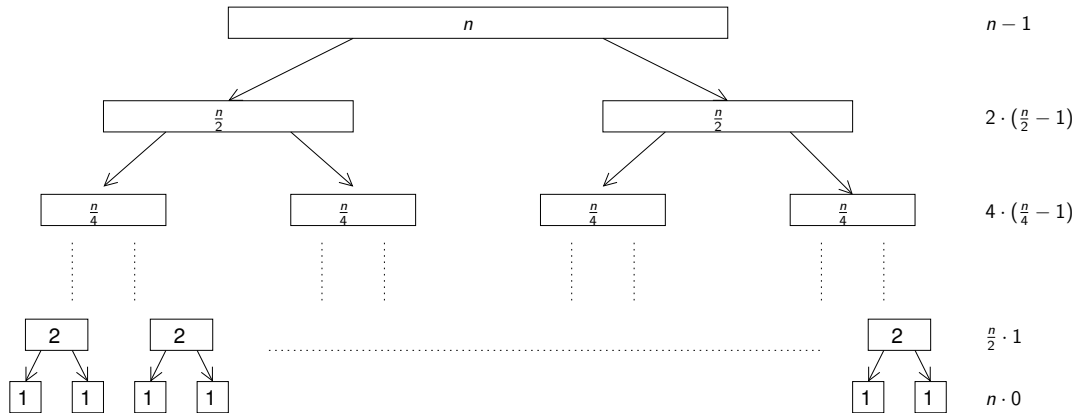 n n − 1
n/2 n/2 2 · (n/2 − 1)
n/4 n/4 n/4 n/4 4 · (n/4 − 1)
2 2 2 n/2 · 1
1 1 1 1 1 1 n · 0